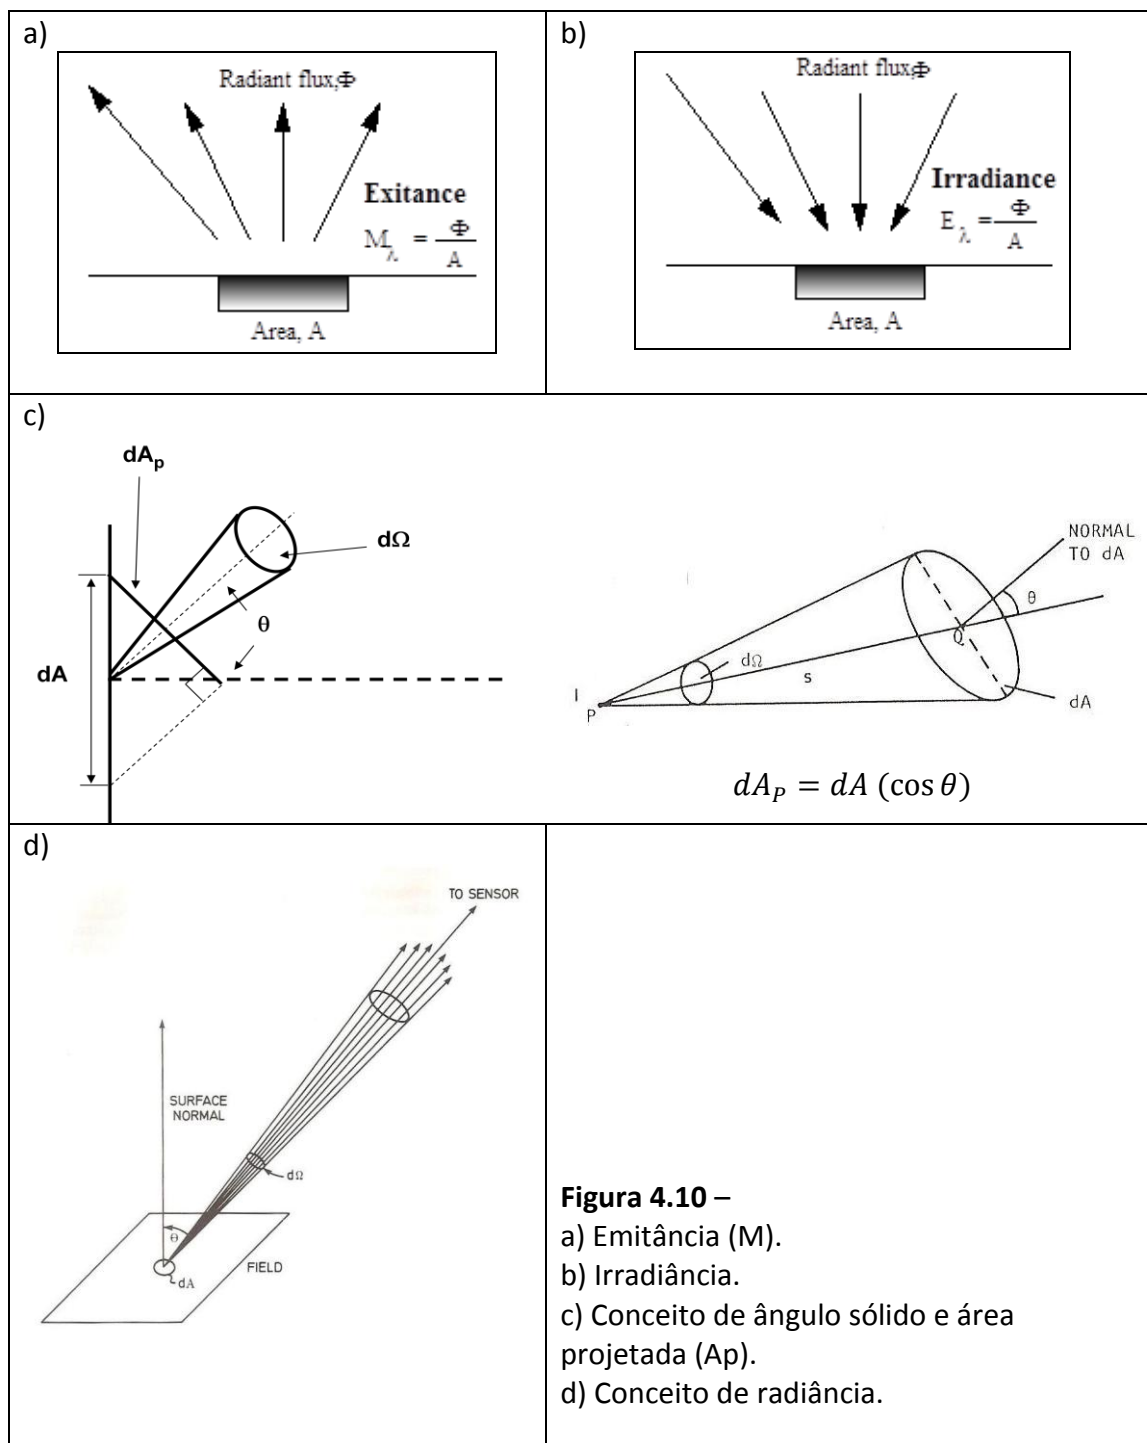 a)
Radiant flux,Φ
Exitance
M_λ = Φ/A
Area, A
b)
Radiant flux,Φ
Irradiance
E_λ = Φ/A
Area, A
c)
dA_p
dΩ
θ
dA
NORMAL
TO dA
θ
Q
dΩ
s
I
P
dA
dA_P = dA (cos θ)
d)
TO SENSOR
SURFACE
NORMAL
dΩ
θ
FIELD
dA
Figura 4.10 –
a) Emitância (M).
b) Irradiância.
c) Conceito de ângulo sólido e área
projetada (Ap).
d) Conceito de radiância.